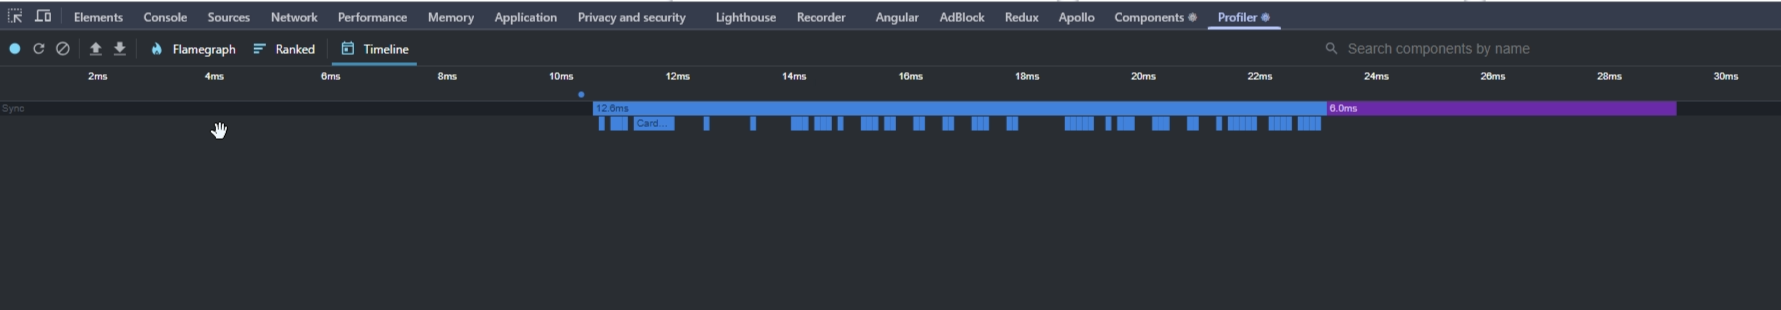 Elements Console Sources Network Performance Memory Application Privacy and security Lighthouse Recorder Angular AdBlock Redux Apollo Components Profiler
Flamegraph Ranked Timeline Search components by name
2ms 4ms 6ms 8ms 10ms 12ms 14ms 16ms 18ms 20ms 22ms 24ms 26ms 28ms 30ms
Sync 12.6ms 6.0ms
Card...